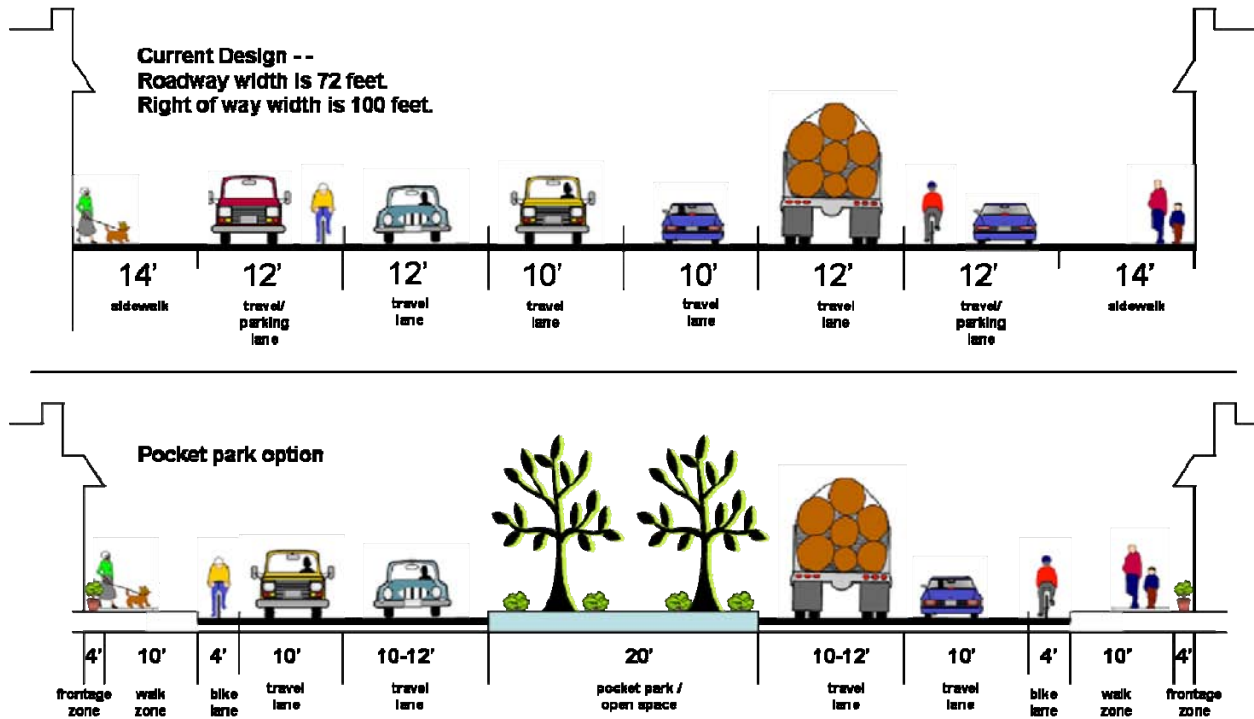 Current Design - -
Roadway width is 72 feet.
Right of way width is 100 feet.
14' 12' 12' 10' 10' 12' 12' 14'
sidewalk travel/ travel travel travel travel travel/ sidewalk
parking lane lane lane lane parking
lane lane
Pocket park option
4' 10' 4' 10' 10-12' 20' 10-12' 10' 4' 10' 4'
frontage walk bike travel travel pocket park / travel travel bike walk frontage
zone zone lane lane lane open space lane lane lane zone zone